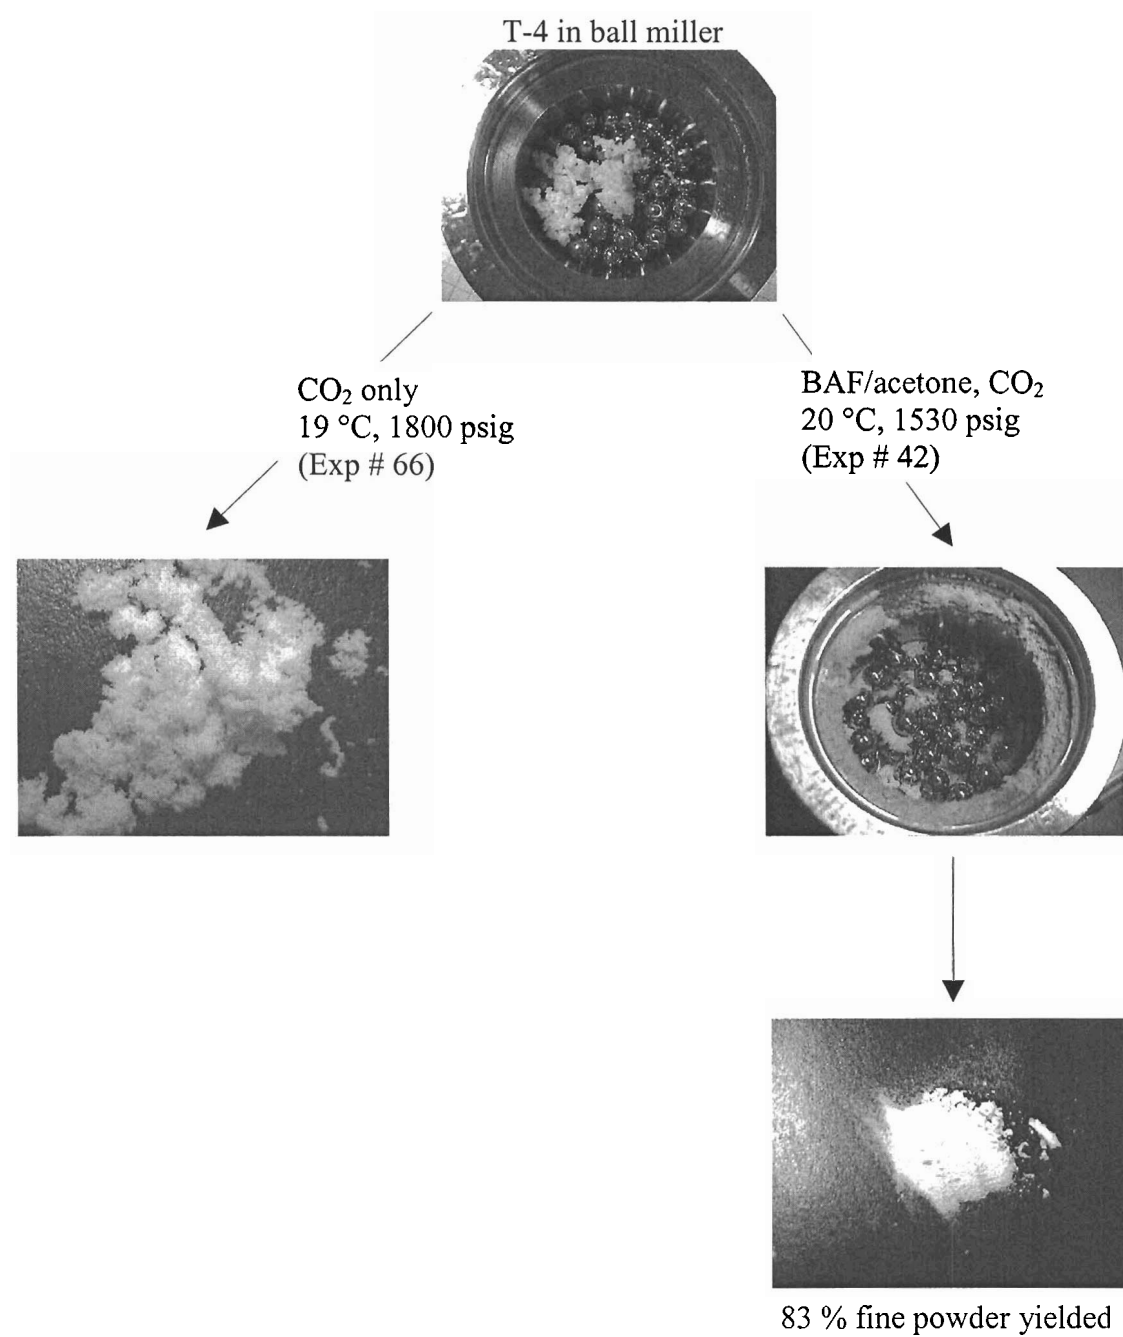 T-4 in ball miller
CO₂ only
19 °C, 1800 psig
(Exp # 66)
BAF/acetone, CO₂
20 °C, 1530 psig
(Exp # 42)
83 % fine powder yielded